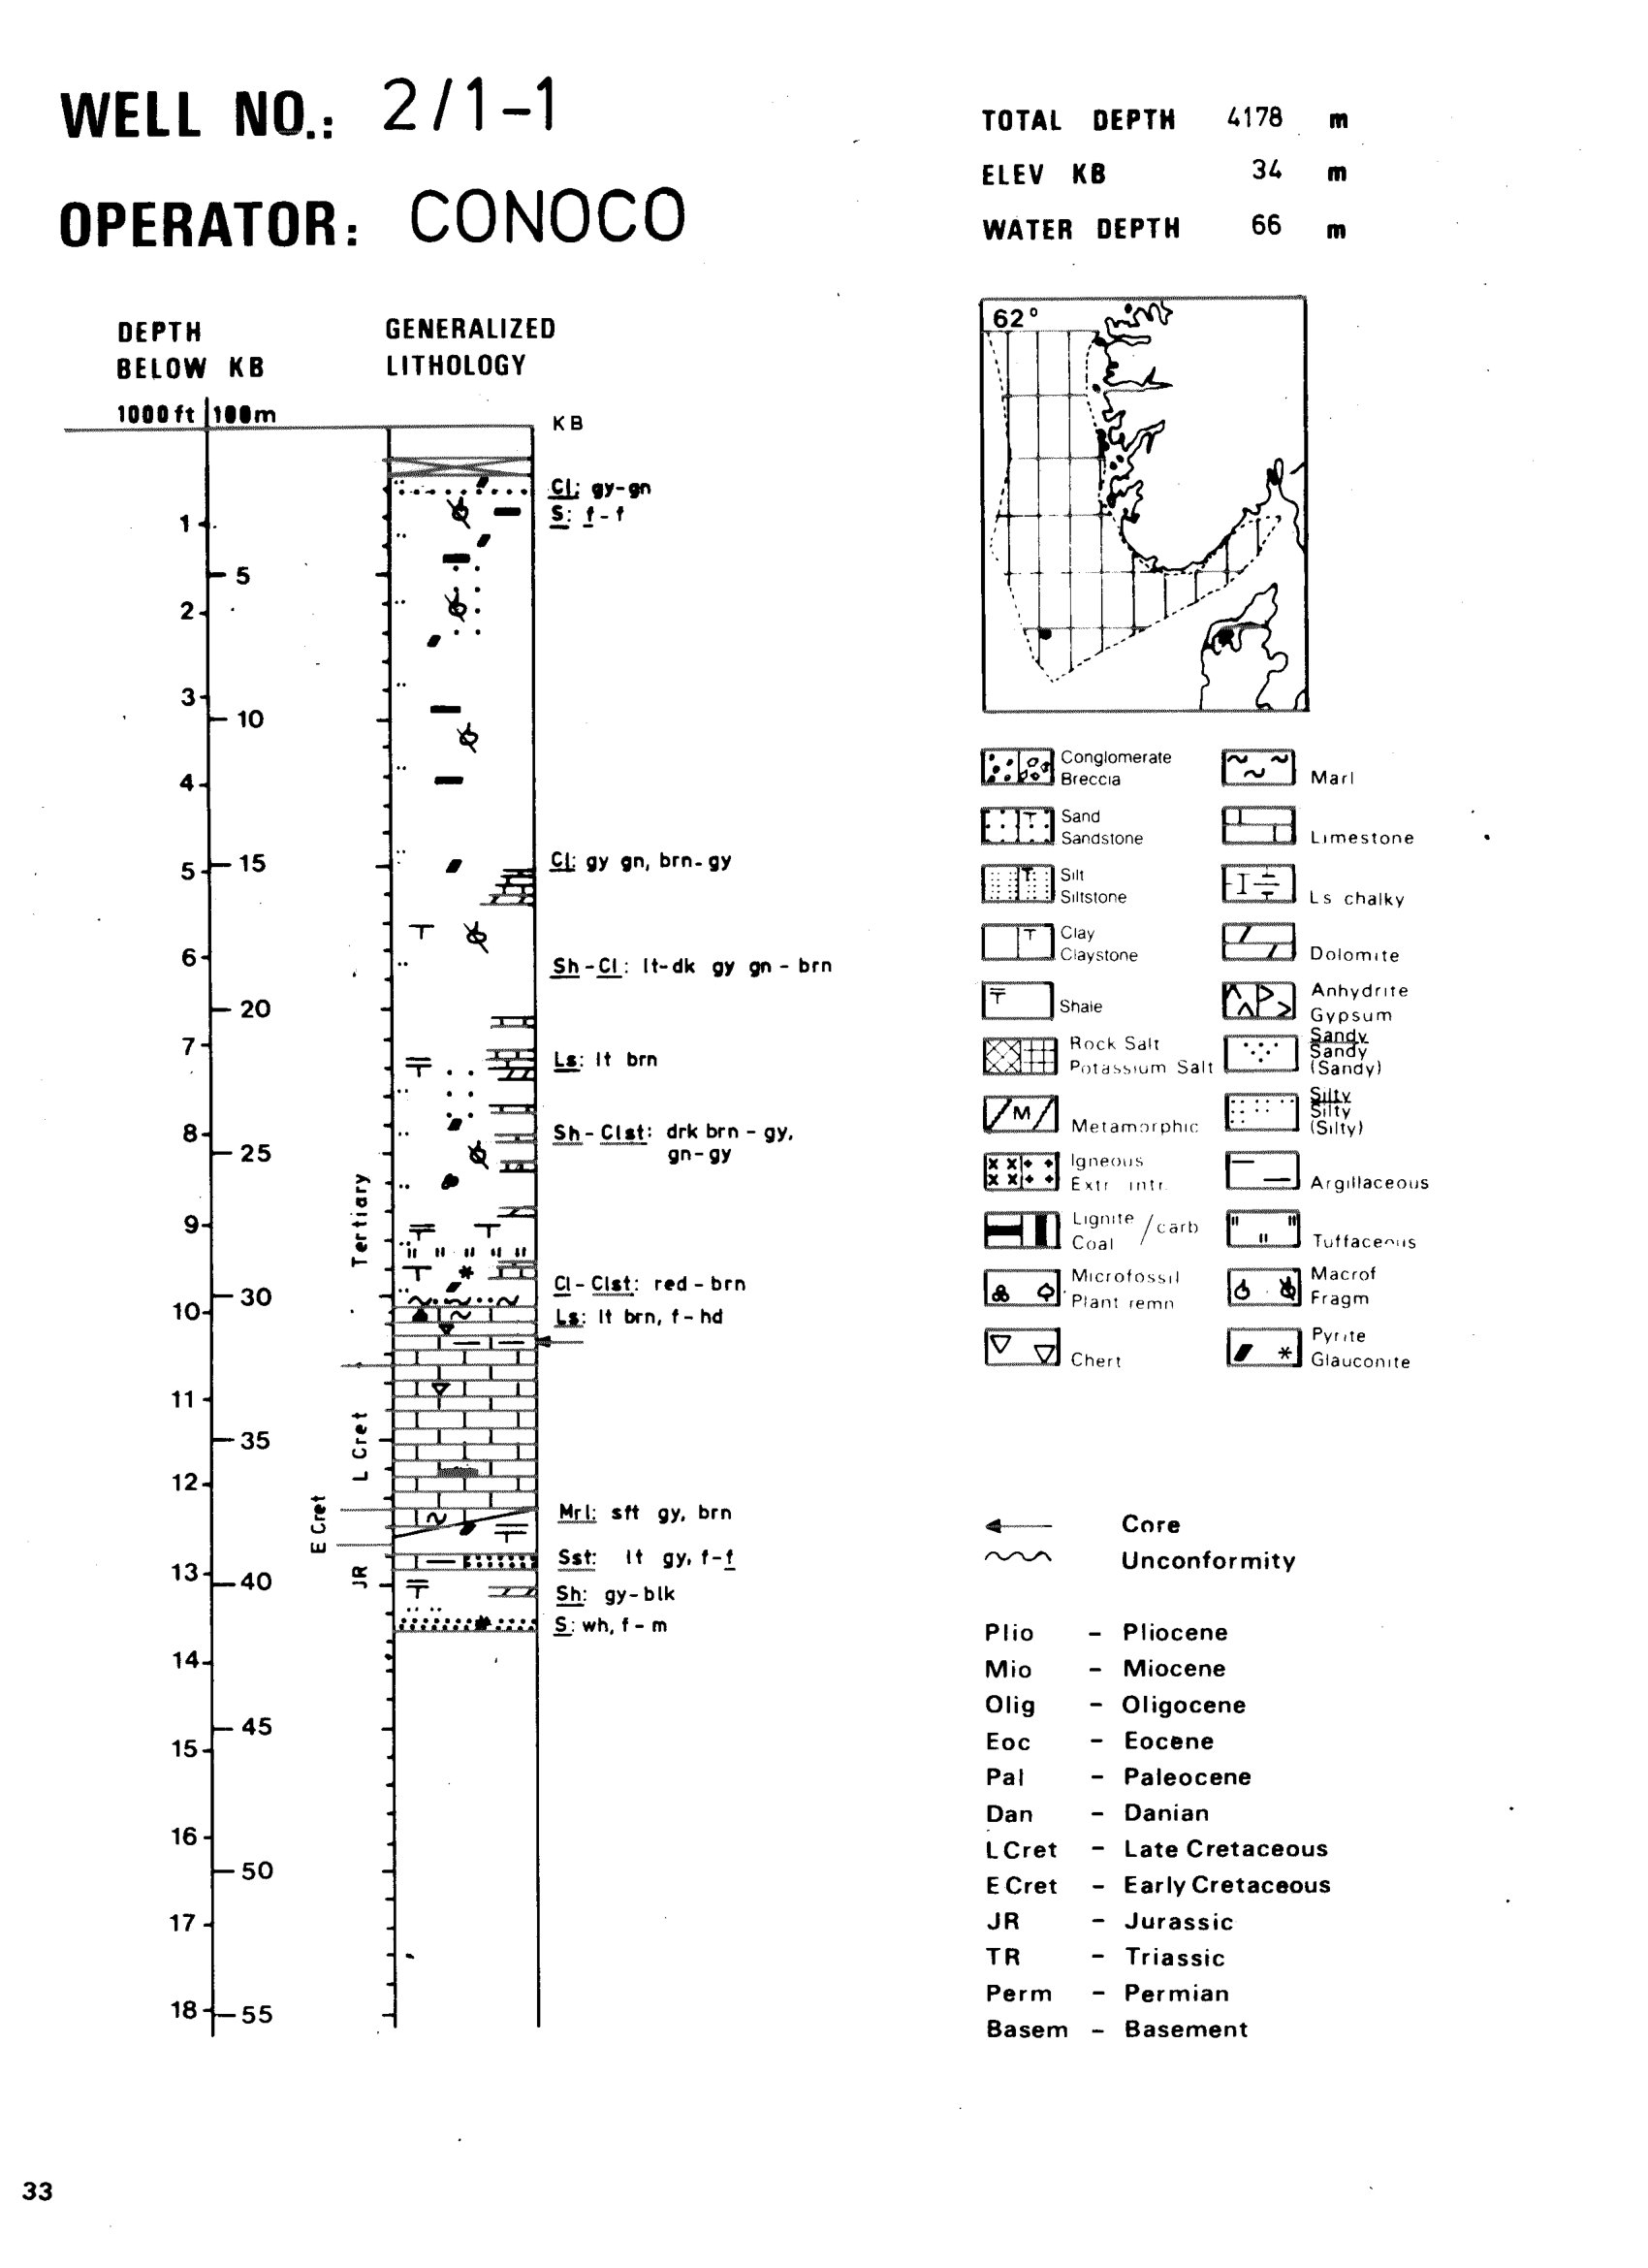 WELL NO.: 2/1-1
OPERATOR: CONOCO
TOTAL DEPTH 4178 m
ELEV KB 34 m
WATER DEPTH 66 m
DEPTH
BELOW KB
1000 ft 100m
GENERALIZED
LITHOLOGY
KB
62°
Cl: gy-gn
S: f-f
1
5
2
3
10
4
Cl: gy gn, brn-gy
15
5
6
Sh-Cl: lt-dk gy gn - brn
20
7
Ls: lt brn
8
Sh-Clst: drk brn - gy,
gn-gy
25
9
Tertiary
Cl-Clst: red-brn
30
10
Ls: lt brn, f-hd
11
35
L Cret
12
E Cret
Mrl: sft gy, brn
Sst: lt gy, f-f
13
40
JR
Sh: gy-blk
S: wh, f-m
14
45
15
16
50
17
18
55
Conglomerate
Breccia
Marl
Sand
Sandstone
Limestone
Silt
Siltstone
Ls chalky
Clay
Claystone
Dolomite
Shale
Anhydrite
Gypsum
Rock Salt
Potassium Salt
Sandy
Sandy
(Sandy)
M
Metamorphic
Silty
Silty
(Silty)
Igneous
Extr intr.
Argillaceous
Lignite
Coal / carb
Tuffaceous
Microfossil
Plant remn
Macrof
Fragm
Chert
Pyrite
Glauconite
Core
Unconformity
Plio - Pliocene
Mio - Miocene
Olig - Oligocene
Eoc - Eocene
Pal - Paleocene
Dan - Danian
L Cret - Late Cretaceous
E Cret - Early Cretaceous
JR - Jurassic
TR - Triassic
Perm - Permian
Basem - Basement
33